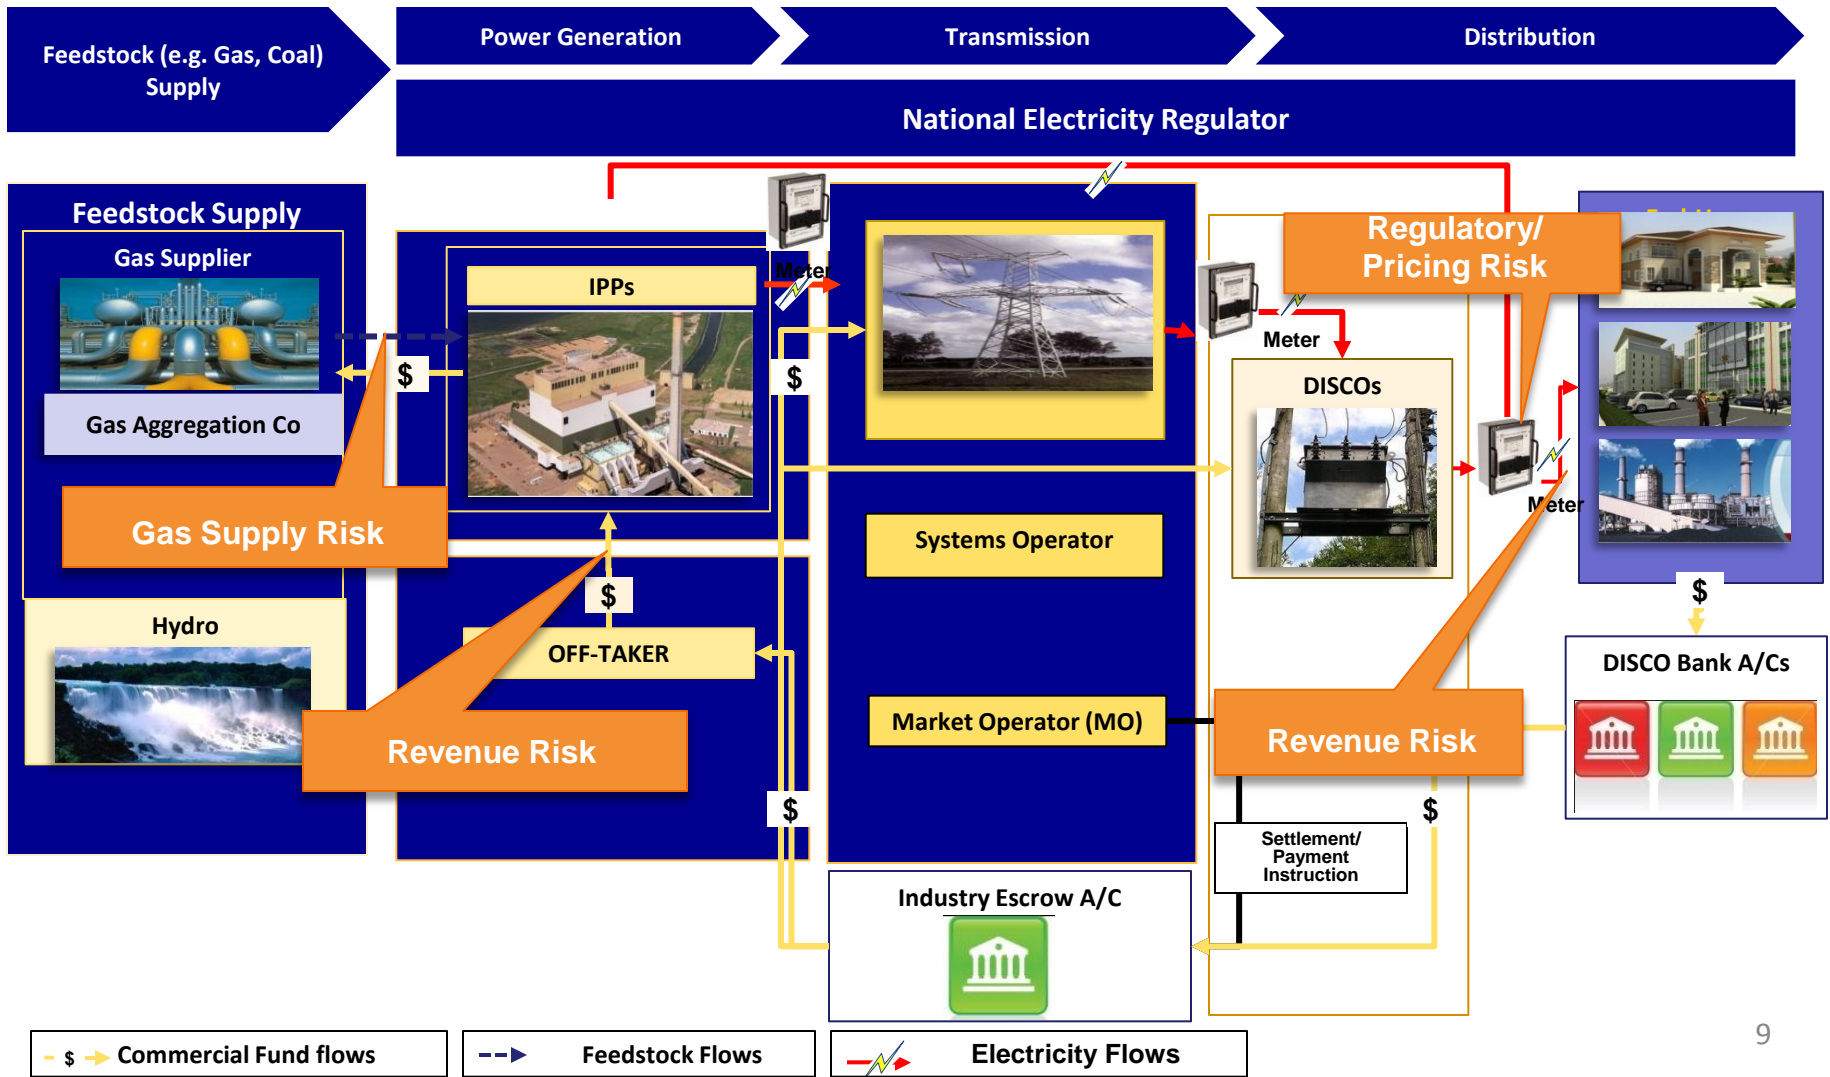 Feedstock (e.g. Gas, Coal)
Supply
Power Generation
Transmission
Distribution
National Electricity Regulator
Feedstock Supply
Gas Supplier
Gas Aggregation Co
Gas Supply Risk
Hydro
IPPs
$
$
OFF-TAKER
Revenue Risk
Meter
$
$
Systems Operator
Market Operator (MO)
Industry Escrow A/C
Meter
DISCOs
Regulatory/
Pricing Risk
Meter
Revenue Risk
$
Settlement/
Payment
Instruction
$
DISCO Bank A/Cs
$ Commercial Fund flows
Feedstock Flows
Electricity Flows
9